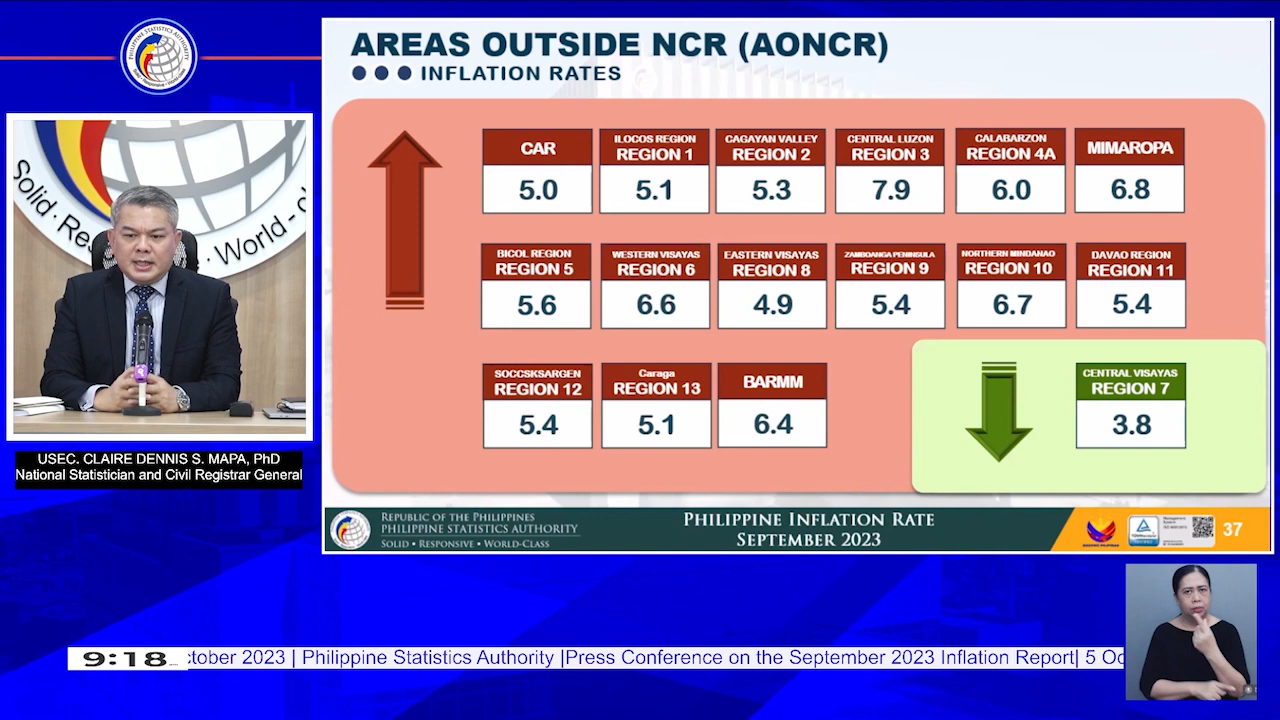 PHILIPPINE STATISTICS AUTHORITY
Solid · Re
World-cl
USEC. CLAIRE DENNIS S. MAPA, PhD
National Statistician and Civil Registrar General
AREAS OUTSIDE NCR (AONCR)
INFLATION RATES
CAR
5.0
ILOCOS REGION
REGION 1
5.1
CAGAYAN VALLEY
REGION 2
5.3
CENTRAL LUZON
REGION 3
7.9
CALABARZON
REGION 4A
6.0
MIMAROPA
6.8
BICOL REGION
REGION 5
5.6
WESTERN VISAYAS
REGION 6
6.6
EASTERN VISAYAS
REGION 8
4.9
ZAMBOANGA PENINSULA
REGION 9
5.4
NORTHERN MINDANAO
REGION 10
6.7
DAVAO REGION
REGION 11
5.4
SOCCSKSARGEN
REGION 12
5.4
Caraga
REGION 13
5.1
BARMM
6.4
CENTRAL VISAYAS
REGION 7
3.8
REPUBLIC OF THE PHILIPPINES
PHILIPPINE STATISTICS AUTHORITY
SOLID • RESPONSIVE • WORLD-CLASS
PHILIPPINE INFLATION RATE
SEPTEMBER 2023
37
9:18
ctober 2023 | Philippine Statistics Authority |Press Conference on the September 2023 Inflation Report| 5 Oc